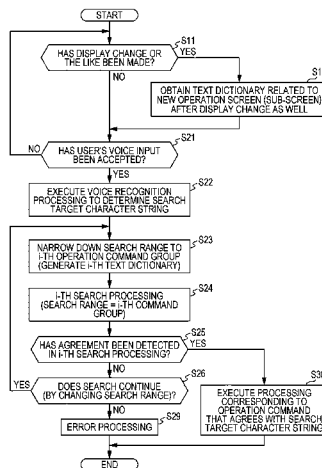 START
S11
HAS DISPLAY CHANGE OR
THE LIKE BEEN MADE?
YES
NO
OBTAIN TEXT DICTIONARY RELATED TO
NEW OPERATION SCREEN (SUB-SCREEN)
AFTER DISPLAY CHANGE AS WELL
S21
HAS USER'S VOICE INPUT
BEEN ACCEPTED?
NO
YES
S22
EXECUTE VOICE RECOGNITION
PROCESSING TO DETERMINE SEARCH
TARGET CHARACTER STRING
S23
NARROW DOWN SEARCH RANGE TO
i-TH OPERATION COMMAND GROUP
(GENERATE i-TH TEXT DICTIONARY)
S24
i-TH SEARCH PROCESSING
(SEARCH RANGE = i-TH COMMAND
GROUP)
S25
HAS AGREEMENT BEEN DETECTED
IN i-TH SEARCH PROCESSING?
YES
NO
S26
DOES SEARCH CONTINUE
(BY CHANGING SEARCH RANGE)?
YES
NO
S29
ERROR PROCESSING
EXECUTE PROCESSING
CORRESPONDING TO
OPERATION COMMAND
THAT AGREES WITH SEARCH
TARGET CHARACTER STRING
END